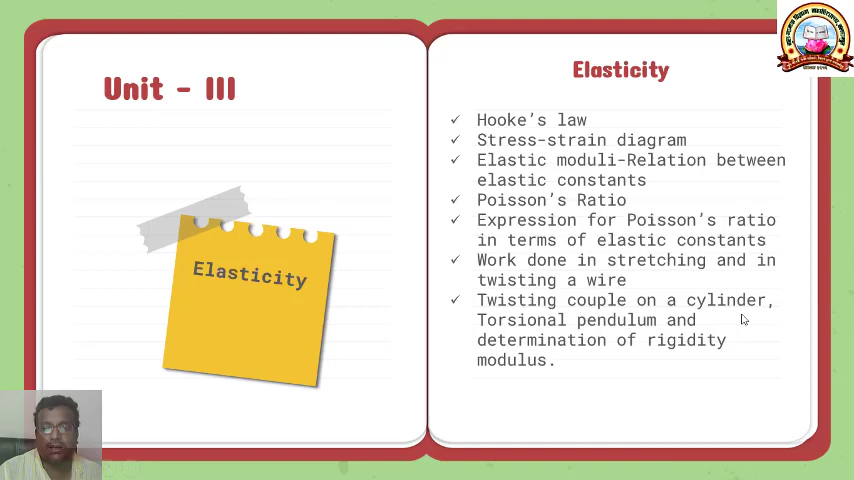 Unit - III
Elasticity
Elasticity
✓ Hooke's law
✓ Stress-strain diagram
✓ Elastic moduli-Relation between
elastic constants
✓ Poisson's Ratio
✓ Expression for Poisson's ratio
in terms of elastic constants
✓ Work done in stretching and in
twisting a wire
✓ Twisting couple on a cylinder,
Torsional pendulum and
determination of rigidity
modulus.